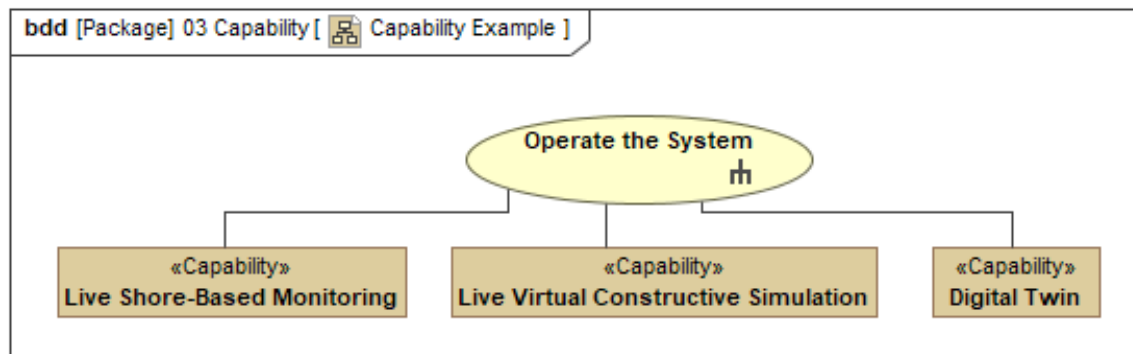 bdd [Package] 03 Capability [ Capability Example ]
Operate the System
«Capability»
Live Shore-Based Monitoring
«Capability»
Live Virtual Constructive Simulation
«Capability»
Digital Twin